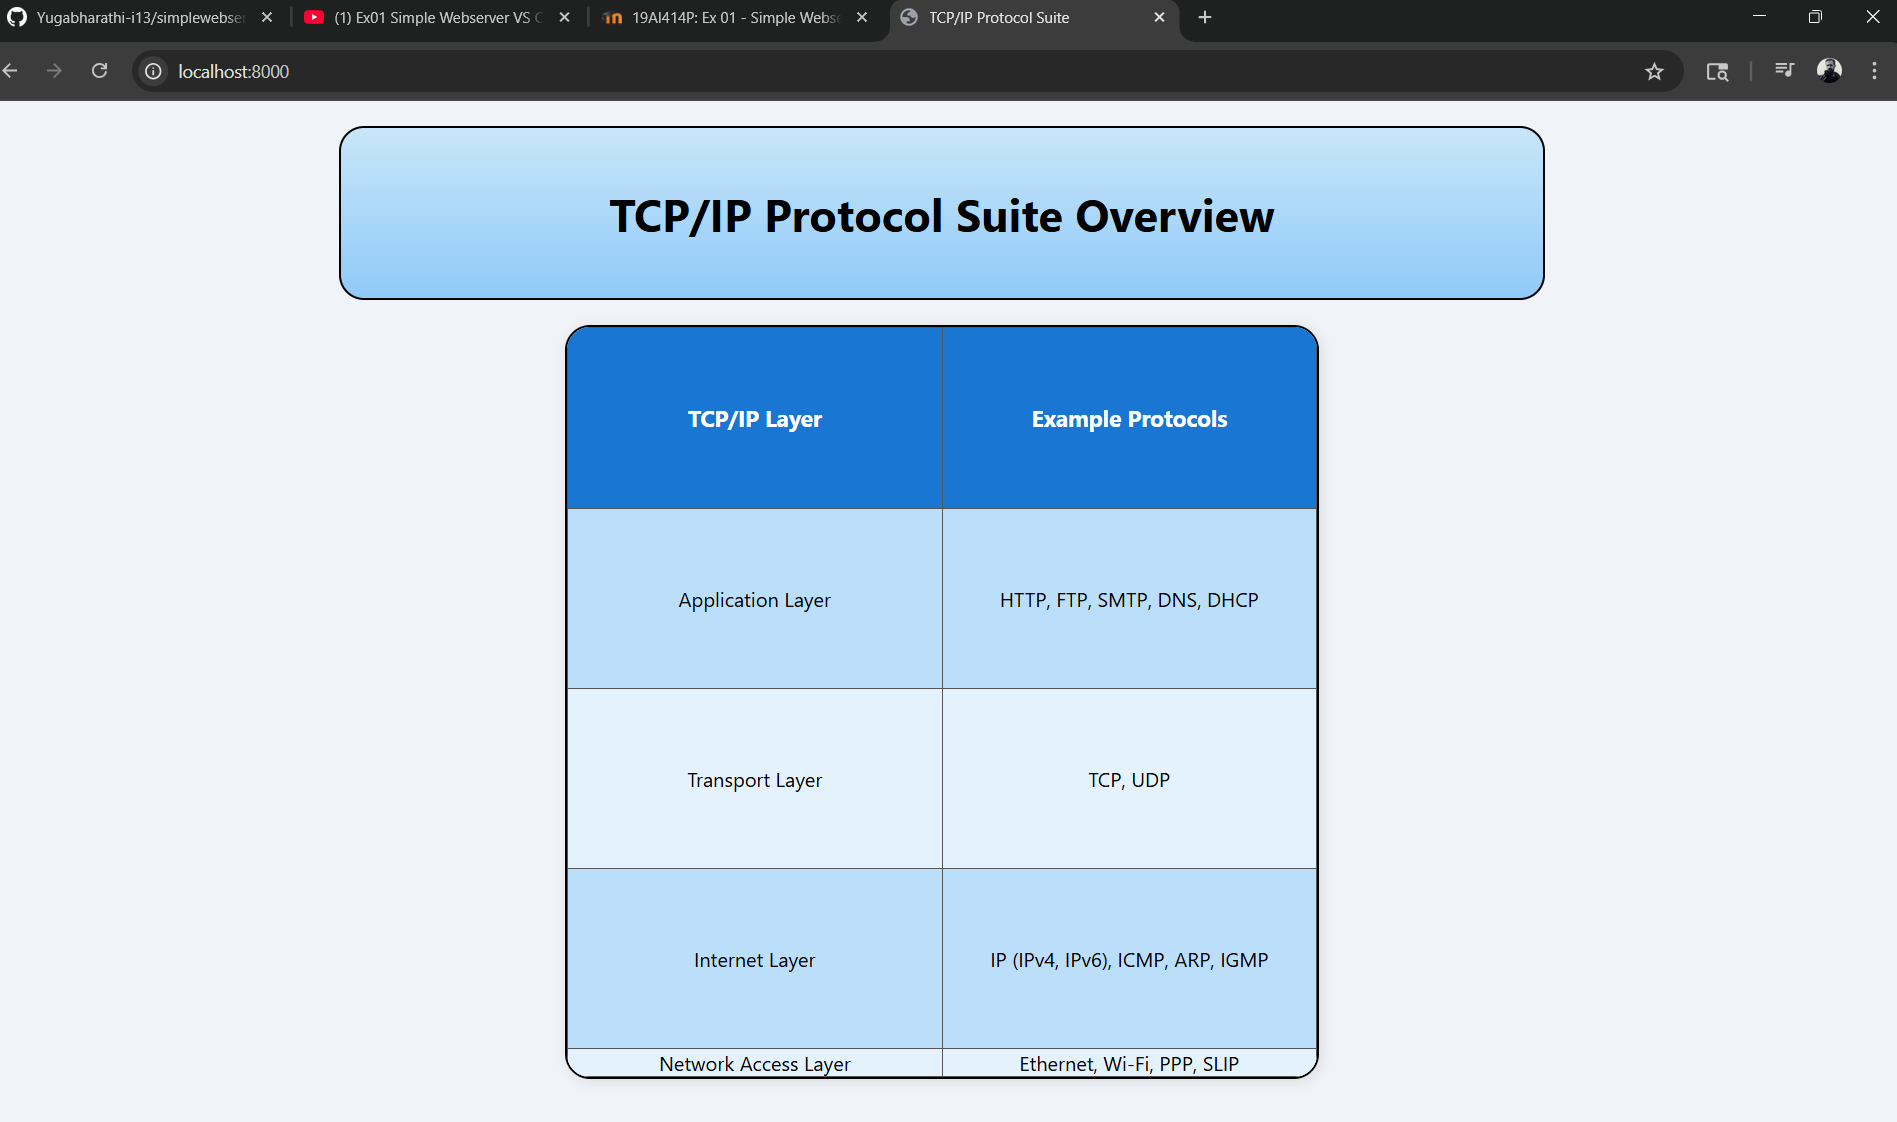 Yugabharathi-i13/simplewebser
(1) Ex01 Simple Webserver VS C
19AI414P: Ex 01 - Simple Webse
TCP/IP Protocol Suite
localhost:8000
TCP/IP Protocol Suite Overview
TCP/IP Layer Example Protocols
Application Layer HTTP, FTP, SMTP, DNS, DHCP
Transport Layer TCP, UDP
Internet Layer IP (IPv4, IPv6), ICMP, ARP, IGMP
Network Access Layer Ethernet, Wi-Fi, PPP, SLIP